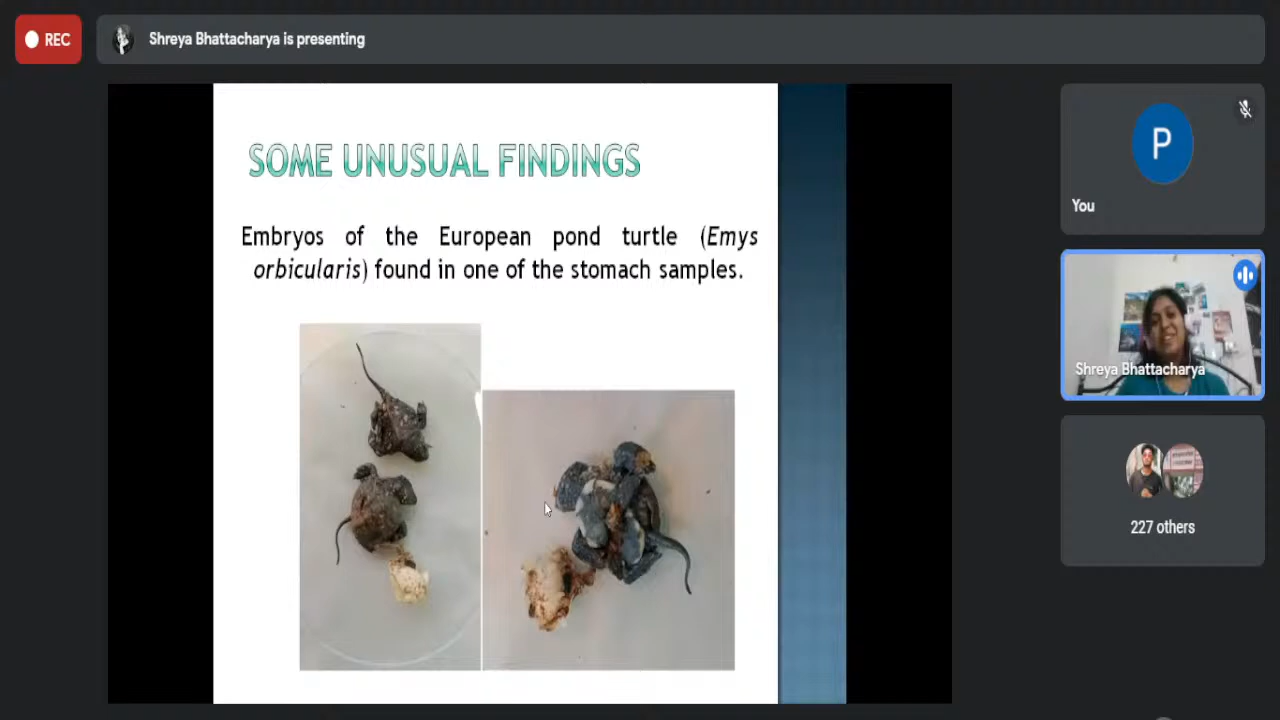 REC
Shreya Bhattacharya is presenting
SOME UNUSUAL FINDINGS
Embryos of the European pond turtle (Emys
orbicularis) found in one of the stomach samples.
P
You
Shreya Bhattacharya
227 others